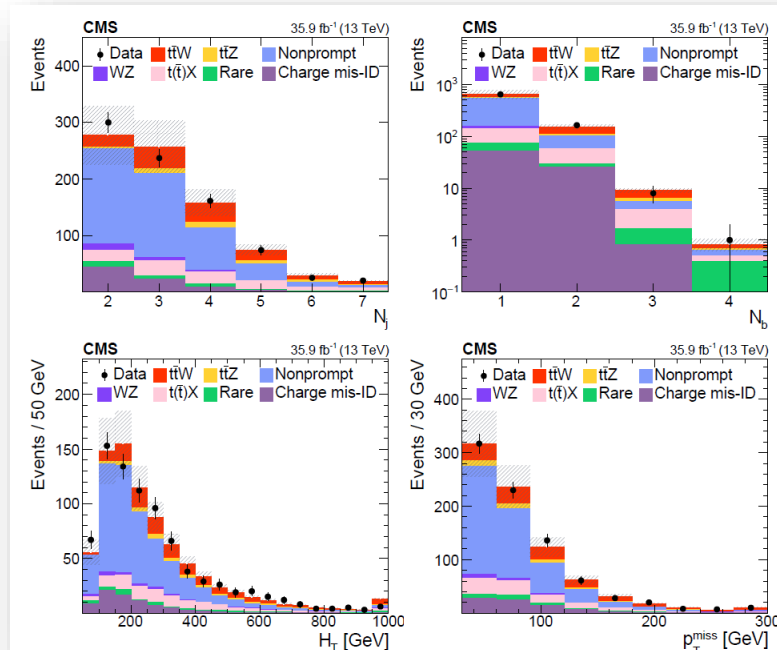 CMS 35.9 fb⁻¹ (13 TeV)
Data tt̄W tt̄Z Nonprompt
WZ t(t̄)X Rare Charge mis-ID
Events
400
300
200
100
2 3 4 5 6 7
N_j
CMS 35.9 fb⁻¹ (13 TeV)
Data tt̄W tt̄Z Nonprompt
WZ t(t̄)X Rare Charge mis-ID
Events
10³
10²
10
1
10⁻¹
1 2 3 4
N_b
CMS 35.9 fb⁻¹ (13 TeV)
Data tt̄W tt̄Z Nonprompt
WZ t(t̄)X Rare Charge mis-ID
Events / 50 GeV
200
150
100
50
200 400 600 800 1000
H_T [GeV]
CMS 35.9 fb⁻¹ (13 TeV)
Data tt̄W tt̄Z Nonprompt
WZ t(t̄)X Rare Charge mis-ID
Events / 30 GeV
400
300
200
100
100 200 300
p_T^miss [GeV]